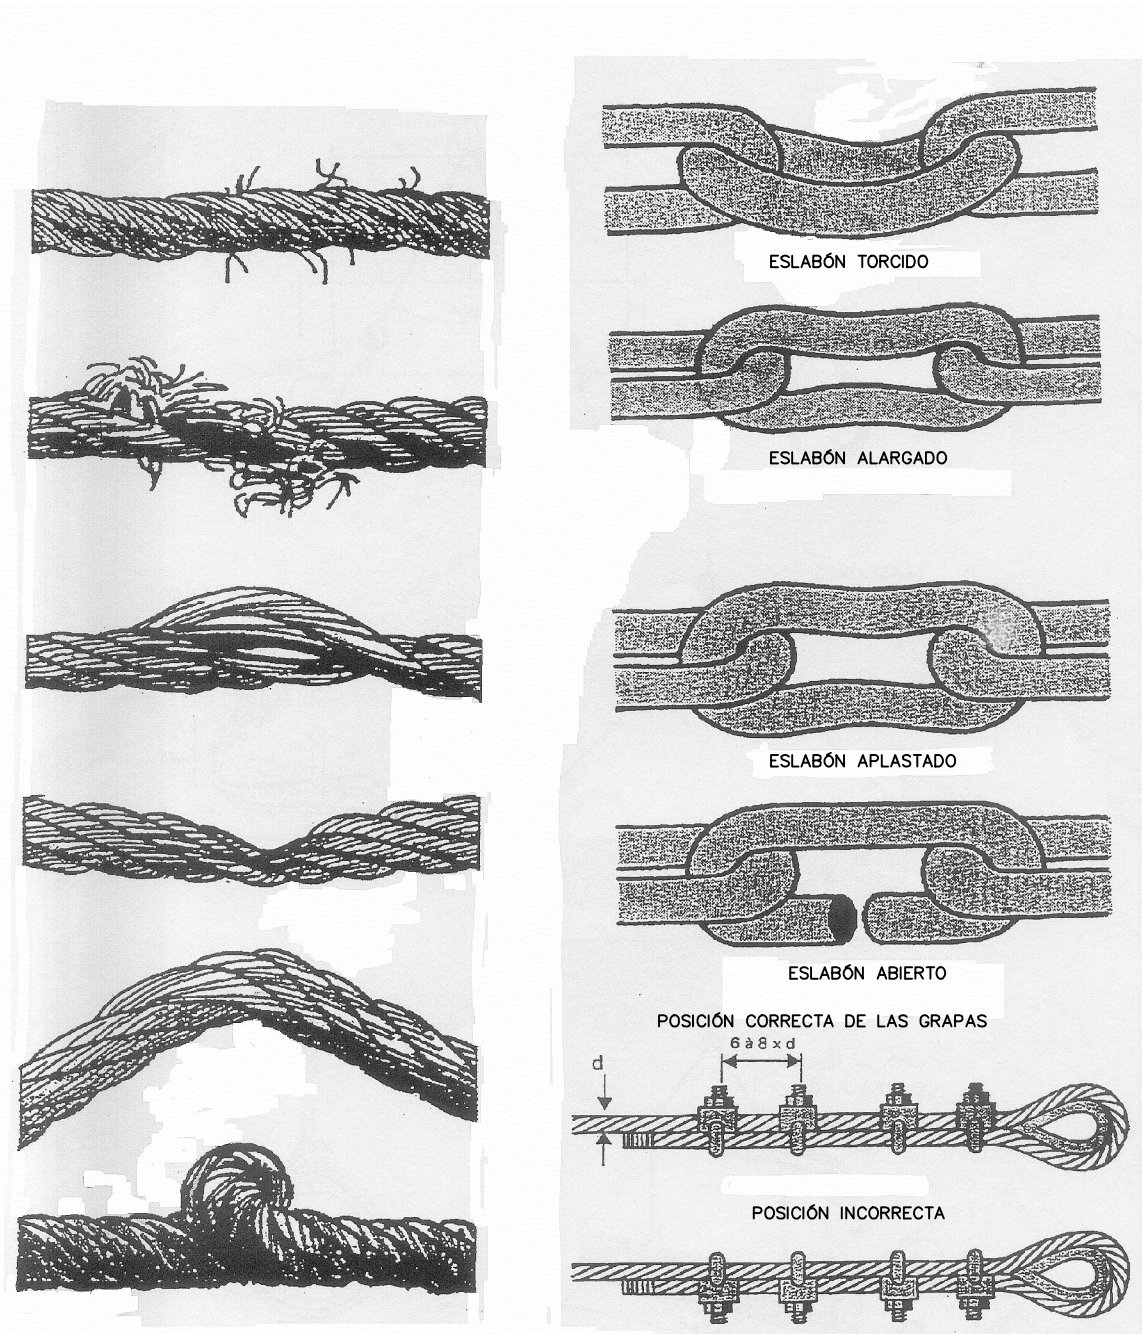 ESLABÓN TORCIDO
ESLABÓN ALARGADO
ESLABÓN APLASTADO
ESLABÓN ABIERTO
POSICIÓN CORRECTA DE LAS GRAPAS
6 à 8 x d
d
POSICIÓN INCORRECTA